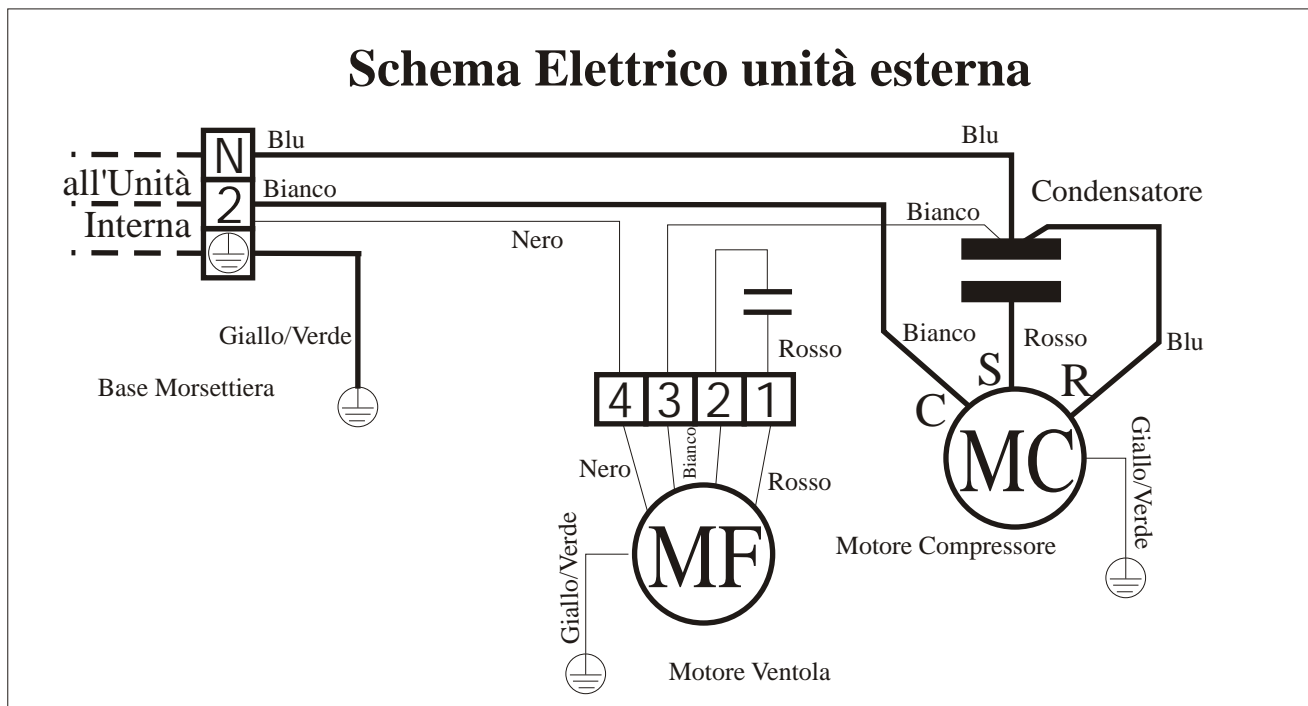 Schema Elettrico unità esterna
N
Blu
Blu
all'Unità
Bianco
Condensatore
2
Bianco
Interna
Nero
Giallo/Verde
Bianco
Rosso
Blu
Rosso
Base Morsettiera
S
R
4
3
2
1
C
Bianco
Nero
Rosso
MC
Giallo/Verde
Giallo/Verde
MF
Motore Compressore
Motore Ventola